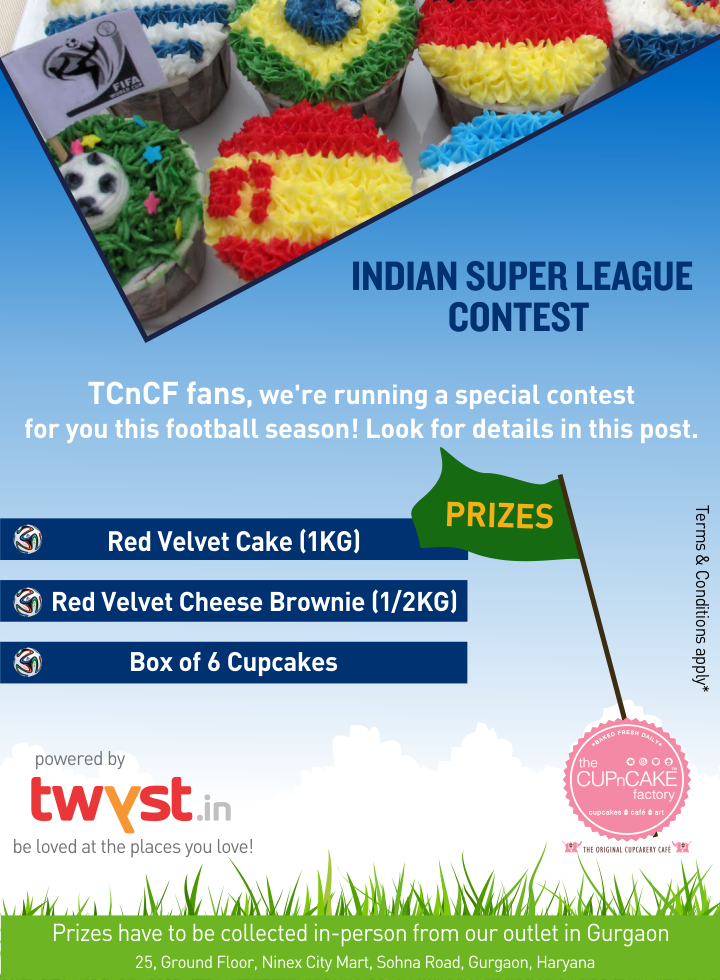 FIFA
WORLD CUP
INDIAN SUPER LEAGUE
CONTEST
TCnCF fans, we're running a special contest
for you this football season! Look for details in this post.
PRIZES
Red Velvet Cake (1KG)
Red Velvet Cheese Brownie (1/2KG)
Box of 6 Cupcakes
Terms & Conditions apply*
powered by
twyst.in
be loved at the places you love!
*BAKED FRESH DAILY*
the
CUPnCAKE
factory
cupcakes café art
THE ORIGINAL CUPCAKERY CAFÉ
Prizes have to be collected in-person from our outlet in Gurgaon
25, Ground Floor, Ninex City Mart, Sohna Road, Gurgaon, Haryana